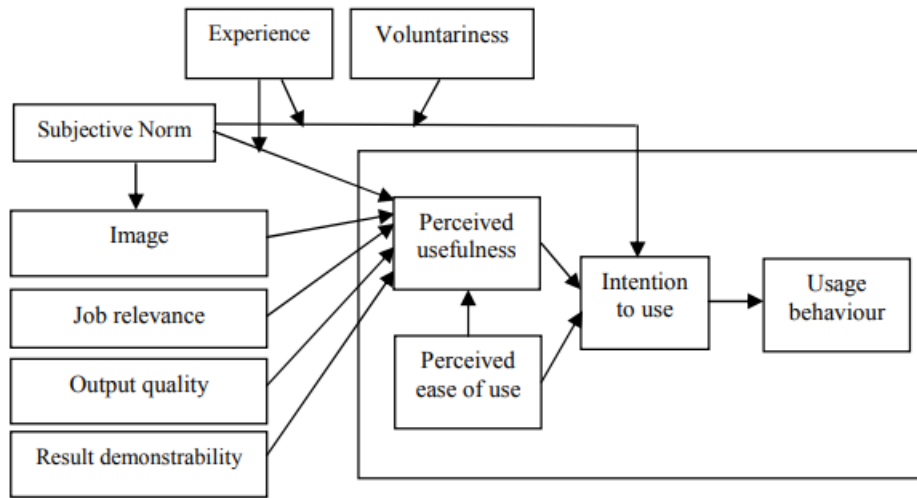 Experience
Voluntariness
Subjective Norm
Image
Job relevance
Output quality
Result demonstrability
Perceived
usefulness
Perceived
ease of use
Intention
to use
Usage
behaviour